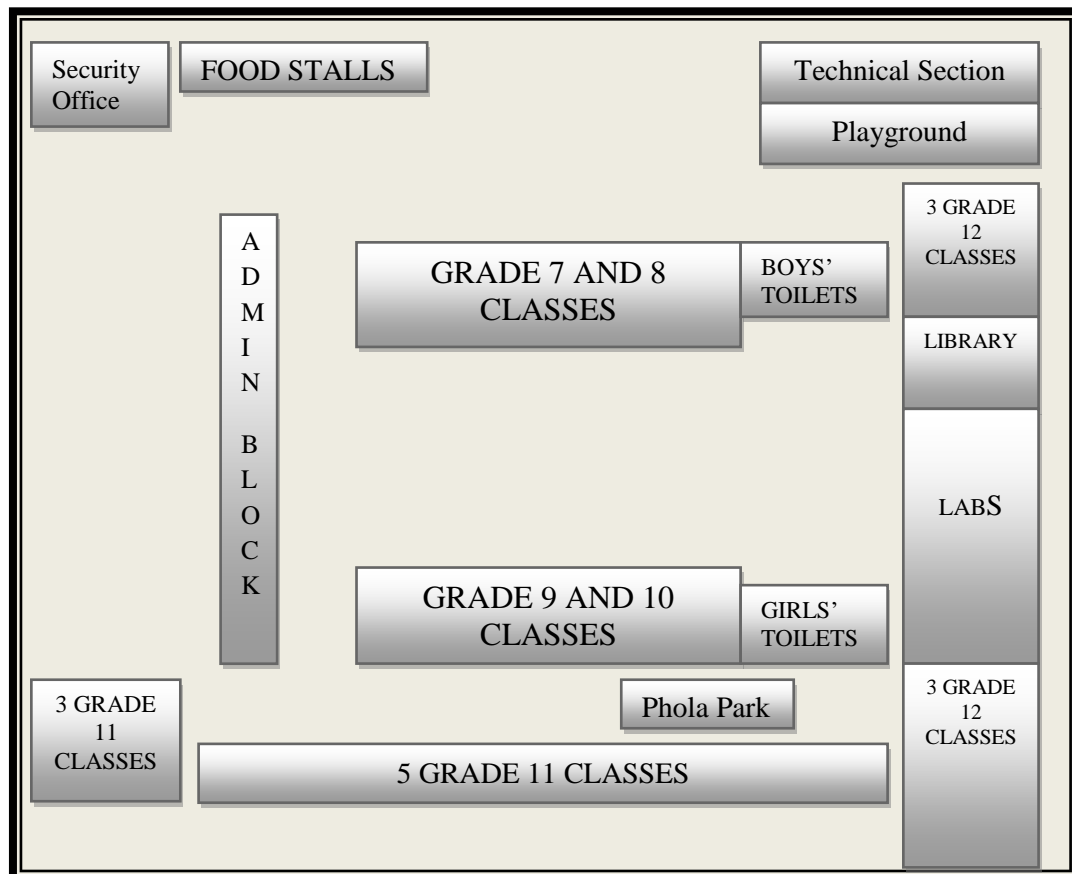 Security
Office
FOOD STALLS
Technical Section
Playground
3 GRADE
12
CLASSES
A
D
M
I
N
B
L
O
C
K
GRADE 7 AND 8
CLASSES
BOYS’
TOILETS
LIBRARY
LABS
GRADE 9 AND 10
CLASSES
GIRLS’
TOILETS
3 GRADE
11
CLASSES
Phola Park
3 GRADE
12
CLASSES
5 GRADE 11 CLASSES